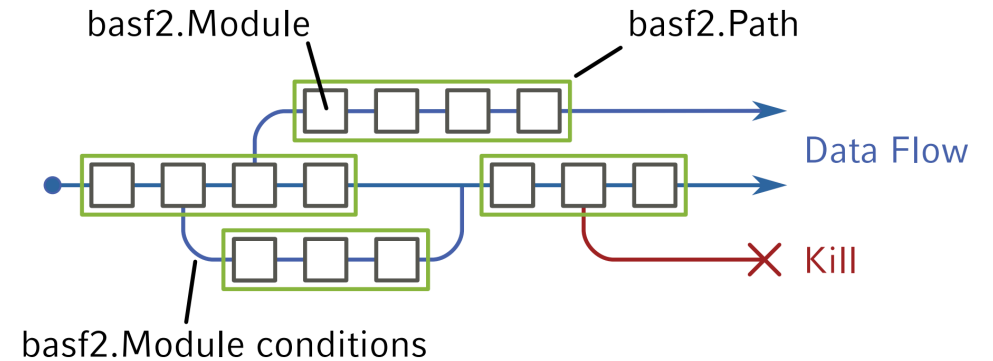 basf2.Module
basf2.Path
Data Flow
Kill
basf2.Module conditions